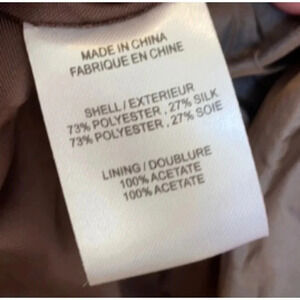 MADE IN CHINA
FABRIQUE EN CHINE
SHELL / EXTERIEUR
73% POLYESTER , 27% SILK
73% POLYESTER , 27% SOIE
LINING / DOUBLURE
100% ACETATE
100% ACETATE